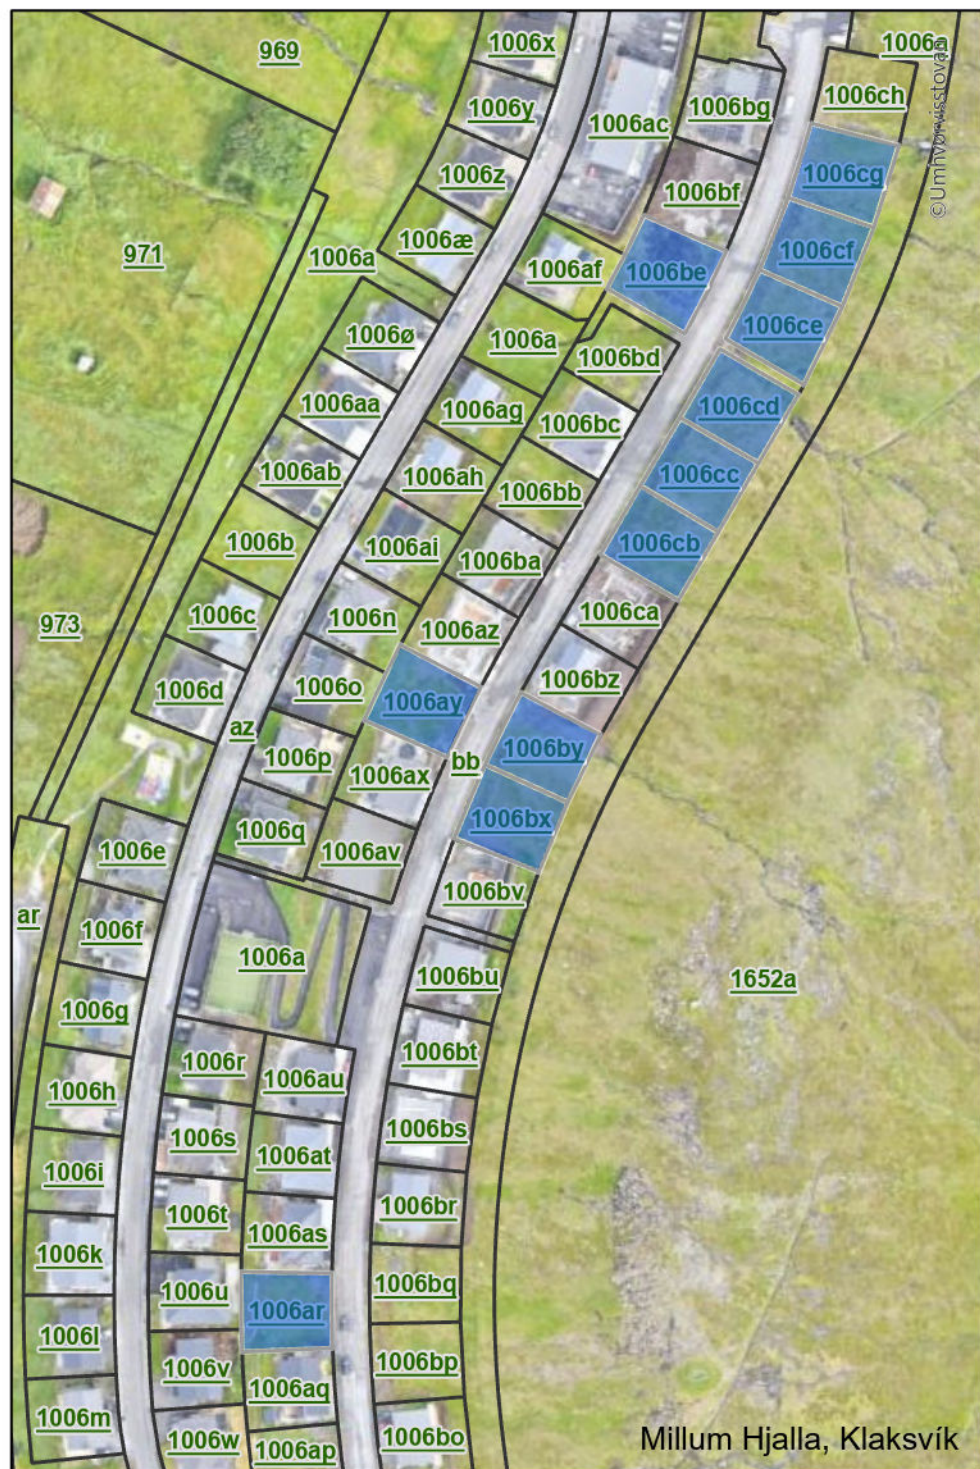 1006x
969
1006a
1006ch
1006y
1006bg
1006ac
©Umhvørvisstovan
1006z
1006cg
1006bf
1006æ
971
1006a
1006af
1006be
1006cf
1006ø
1006a
1006bd
1006ce
1006aa
1006ag
1006bc
1006cd
1006ab
1006ah
1006bb
1006cc
1006b
1006ai
1006ba
1006cb
973
1006c
1006n
1006az
1006ca
1006d
1006o
1006ay
1006bz
az
1006p
1006ax
bb
1006by
1006q
1006av
1006bx
1006e
1006bv
ar
1006f
1006a
1006bu
1652a
1006g
1006r
1006au
1006bt
1006h
1006s
1006at
1006bs
1006i
1006t
1006as
1006br
1006k
1006u
1006ar
1006bq
1006l
1006v
1006aq
1006bp
1006m
1006w
1006ap
1006bo
Millum Hjalla, Klaksvík